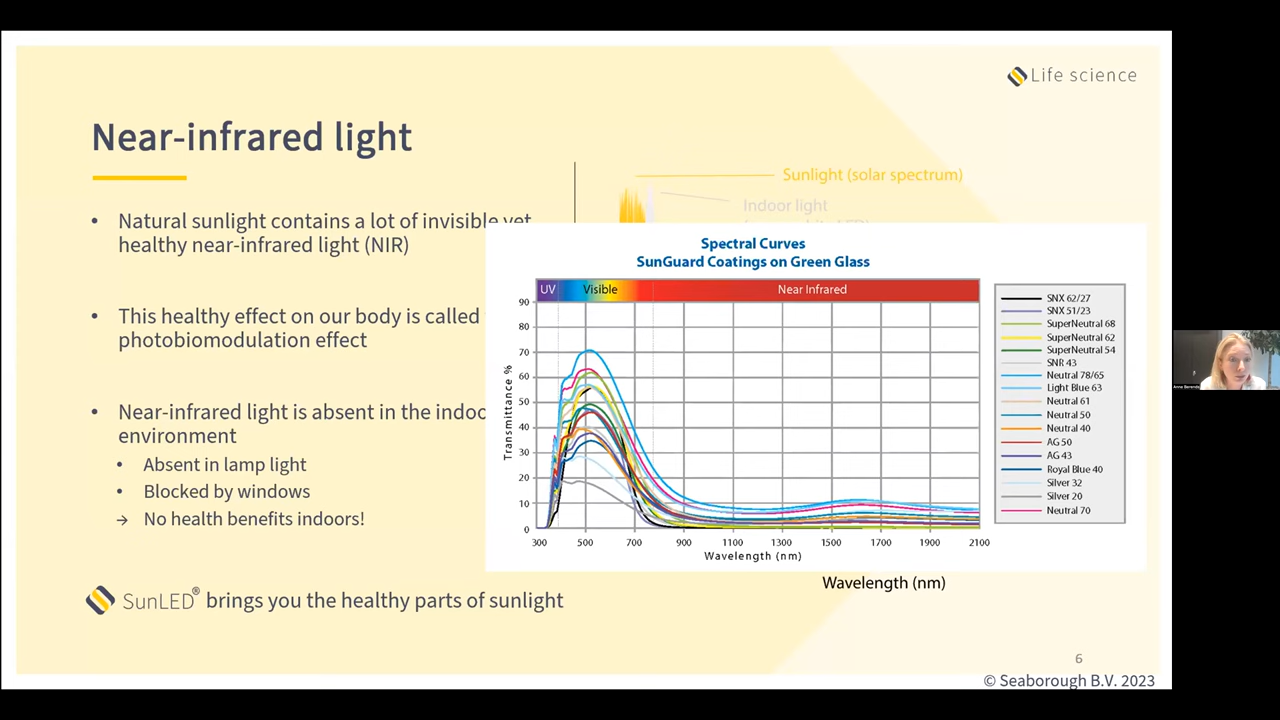 Life science
Near-infrared light
Sunlight (solar spectrum)
Indoor light
• Natural sunlight contains a lot of invisible yet
healthy near-infrared light (NIR)
• This healthy effect on our body is called
photobiomodulation effect
• Near-infrared light is absent in the indoo
environment
• Absent in lamp light
• Blocked by windows
→ No health benefits indoors!
Spectral Curves
SunGuard Coatings on Green Glass
UV Visible Near Infrared
Transmittance %
90
80
70
60
50
40
30
20
10
0
300 500 700 900 1100 1300 1500 1700 1900 2100
Wavelength (nm)
SNX 62/27
SNX 51/23
SuperNeutral 68
SuperNeutral 62
SuperNeutral 54
SNR 43
Neutral 78/65
Light Blue 63
Neutral 61
Neutral 50
Neutral 40
AG 50
AG 43
Royal Blue 40
Silver 32
Silver 20
Neutral 70
Wavelength (nm)
SunLED® brings you the healthy parts of sunlight
6
© Seaborough B.V. 2023